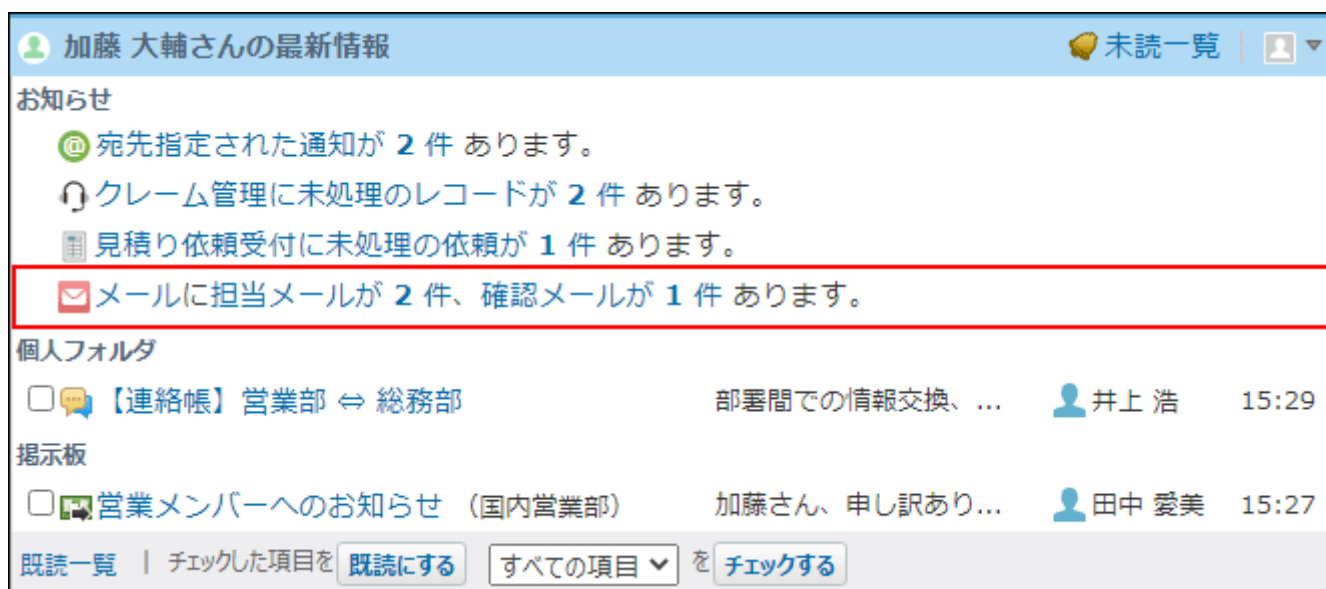 加藤 大輔さんの最新情報 未読一覧
お知らせ
宛先指定された通知が 2 件 あります。
クレーム管理に未処理のレコードが 2 件 あります。
見積り依頼受付に未処理の依頼が 1 件 あります。
メールに担当メールが 2 件、確認メールが 1 件 あります。
個人フォルダ
【連絡帳】営業部 ⇔ 総務部 部署間での情報交換、... 井上 浩 15:29
掲示板
営業メンバーへのお知らせ （国内営業部） 加藤さん、申し訳あり... 田中 愛美 15:27
既読一覧 | チェックした項目を 既読にする すべての項目 を チェックする